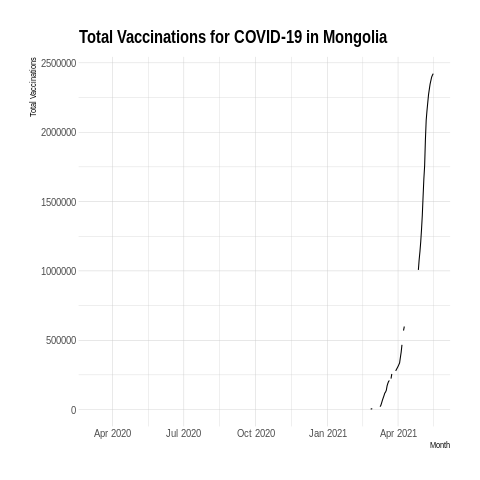 Total Vaccinations for COVID-19 in Mongolia
Total Vaccinations
2500000
2000000
1500000
1000000
500000
0
Apr 2020 Jul 2020 Oct 2020 Jan 2021 Apr 2021
Month